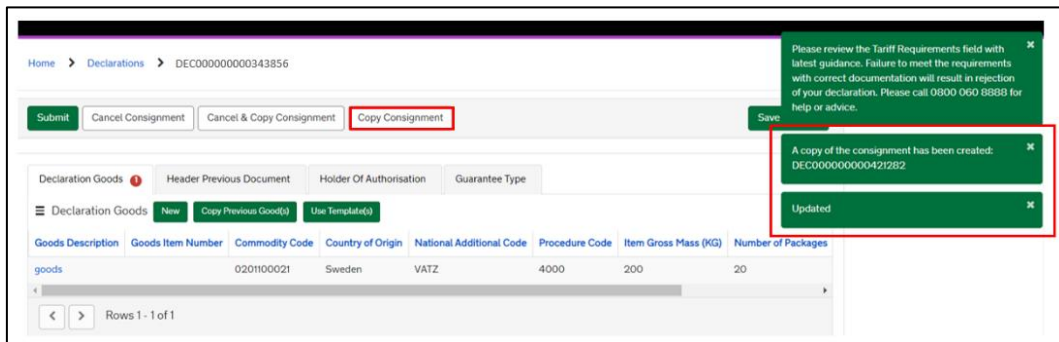 Home > Declarations > DEC000000000343856
Please review the Tariff Requirements field with
latest guidance. Failure to meet the requirements
with correct documentation will result in rejection
of your declaration. Please call 0800 060 8888 for
help or advice.
Submit Cancel Consignment Cancel & Copy Consignment Copy Consignment Save
A copy of the consignment has been created:
DEC000000000421282
Updated
Declaration Goods 1 Header Previous Document Holder Of Authorisation Guarantee Type
Declaration Goods New Copy Previous Good(s) Use Template(s)
Goods Description Goods Item Number Commodity Code Country of Origin National Additional Code Procedure Code Item Gross Mass (KG) Number of Packages
goods 0201100021 Sweden VATZ 4000 200 20
< > Rows 1 - 1 of 1